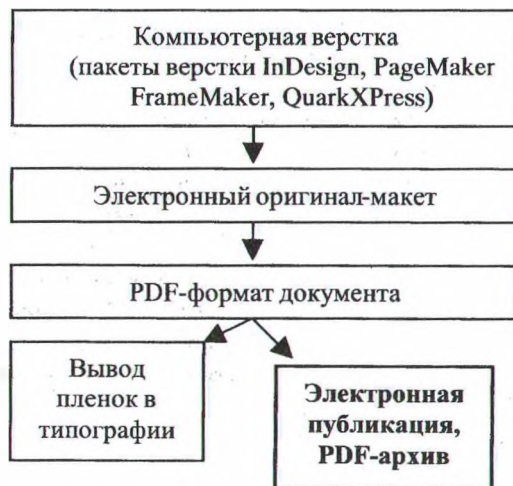 Компьютерная верстка
(пакеты верстки InDesign, PageMaker
FrameMaker, QuarkXPress)
Электронный оригинал-макет
PDF-формат документа
Вывод
пленок в
типографии
Электронная
публикация,
PDF-архив